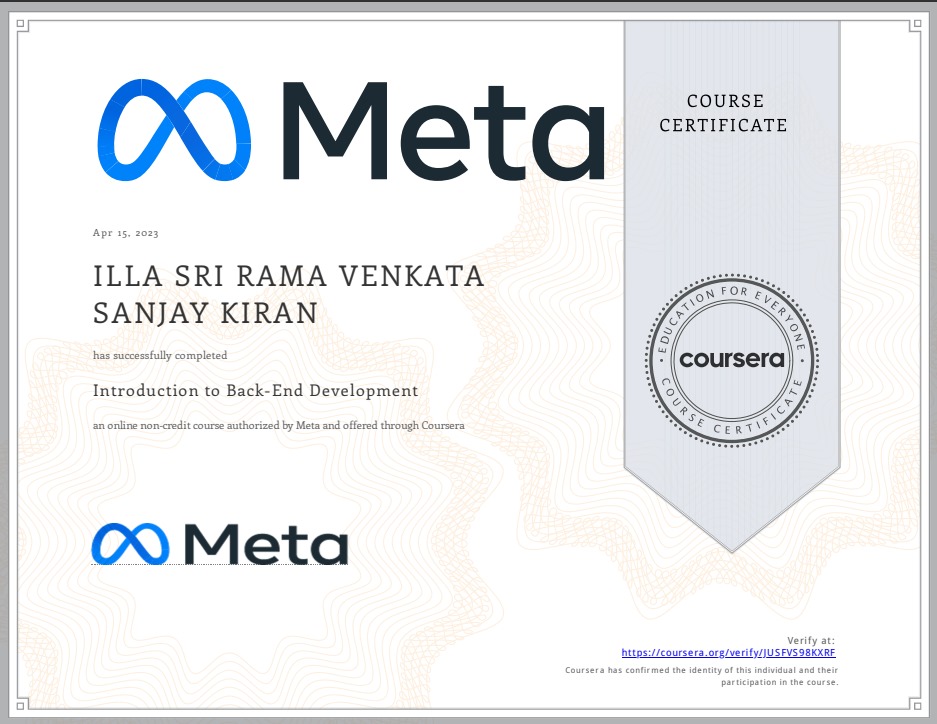 Meta
COURSE
CERTIFICATE
Apr 15, 2023
ILLA SRI RAMA VENKATA
SANJAY KIRAN
has successfully completed
Introduction to Back-End Development
an online non-credit course authorized by Meta and offered through Coursera
EDUCATION FOR EVERYONE
coursera
COURSE CERTIFICATE
Meta
Verify at:
https://coursera.org/verify/JUSFVS98KXRF
Coursera has confirmed the identity of this individual and their
participation in the course.